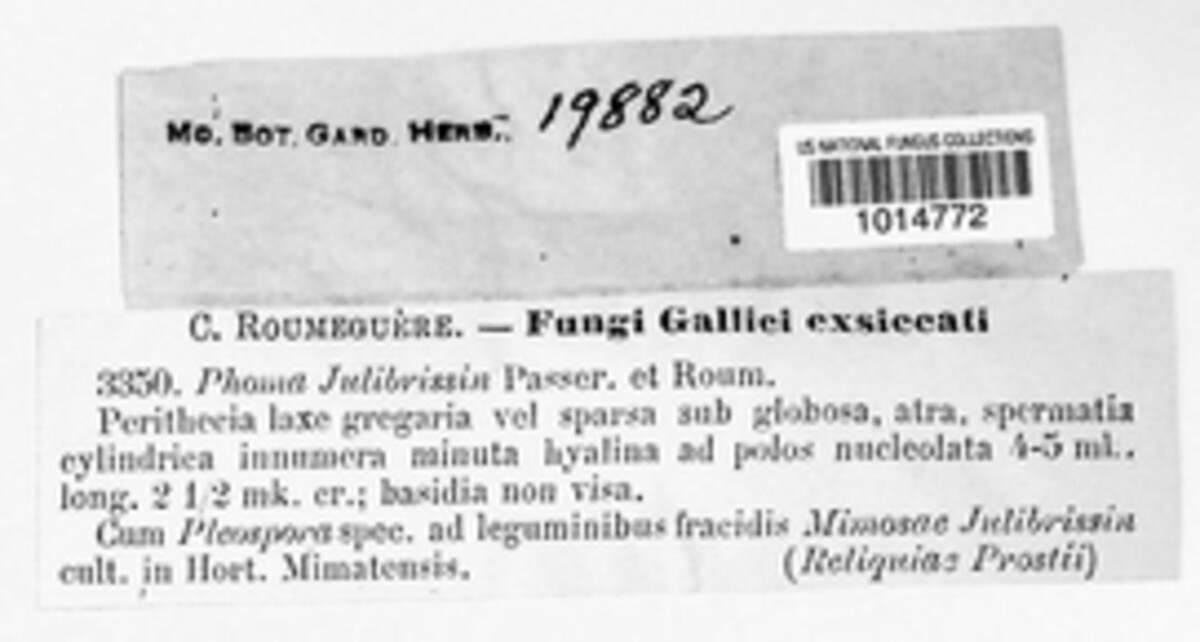 Mo. Bot. Gard. Herb. 19882
US NATIONAL FUNGUS COLLECTIONS
1014772
C. Roumeguère. — Fungi Gallici exsiccati
3350. Phoma Julibrissin Passer. et Roum.
Perithecia laxe gregaria vel sparsa sub globosa, atra, spermatia
cylindrica innumera minuta hyalina ad polos nucleolata 4-5 mk.
long. 2 1/2 mk. cr.; basidia non visa.
Cum Pleospora spec. ad leguminibus fracidis Mimosae Julibrissin
cult. in Hort. Mimatensis. (Reliquiae Prostii)